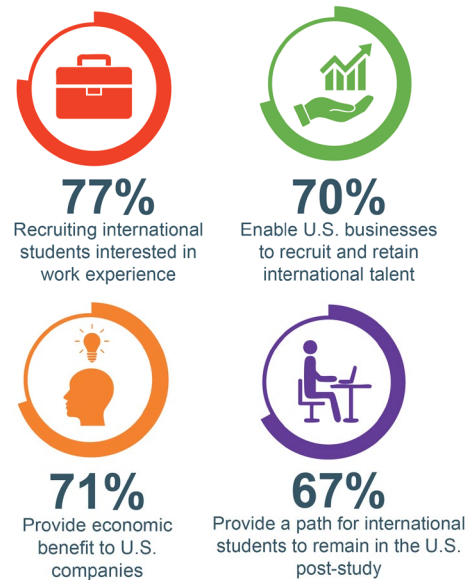 77%
Recruiting international
students interested in
work experience
70%
Enable U.S. businesses
to recruit and retain
international talent
71%
Provide economic
benefit to U.S.
companies
67%
Provide a path for international
students to remain in the U.S.
post-study